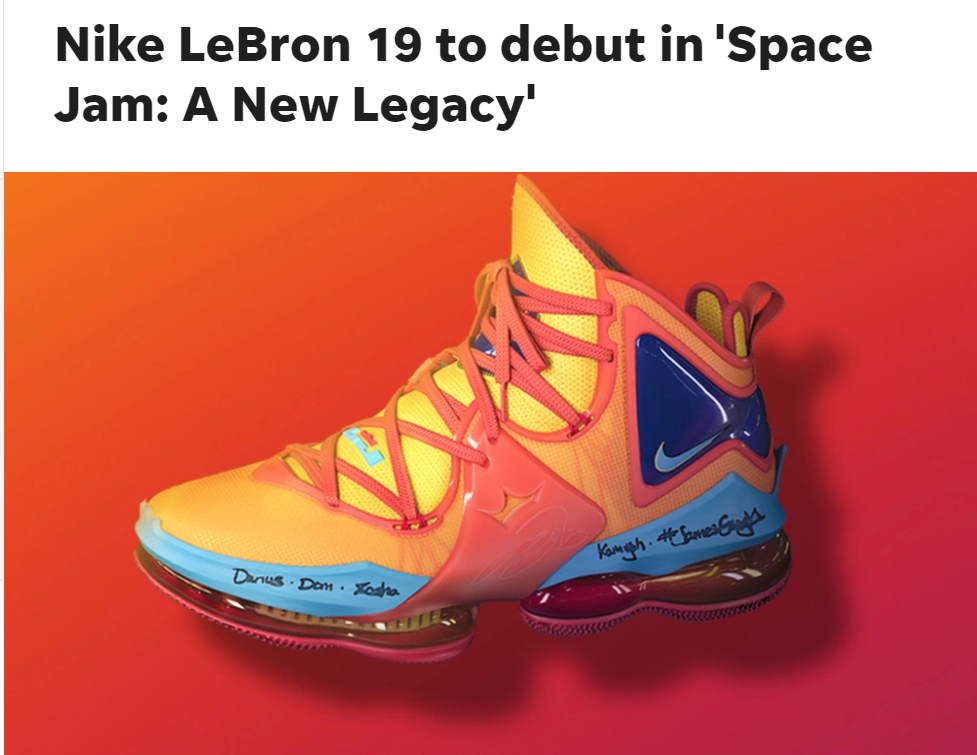 Nike LeBron 19 to debut in 'Space
Jam: A New Legacy'
Darius · Dom · Zosha
Kamiyah · #JamesGang👑